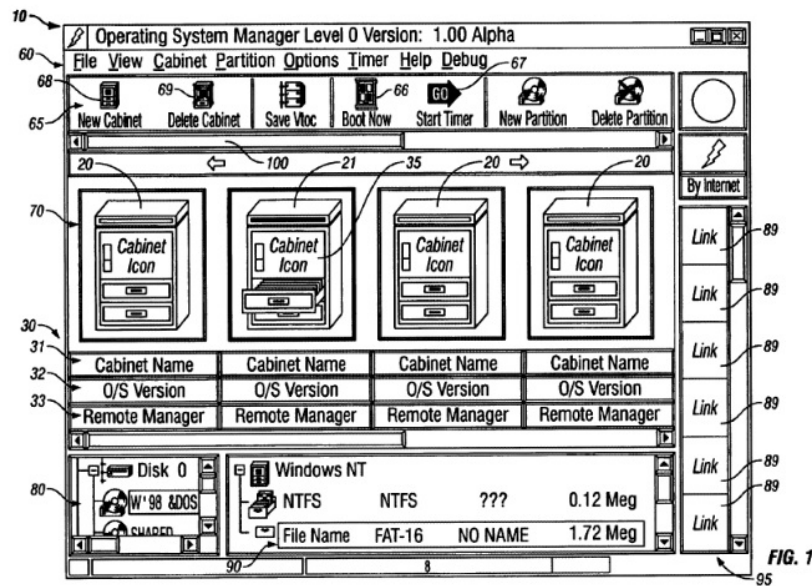 10
Operating System Manager Level 0 Version: 1.00 Alpha
60
File View Cabinet Partition Options Timer Help Debug
67
68
69
66
GO
65
New Cabinet Delete Cabinet Save Vtoc Boot Now Start Timer New Partition Delete Partition
20 100 21 35 20 20
By Internet
70
Cabinet Icon Cabinet Icon Cabinet Icon Cabinet Icon
Link 89
Link 89
Link 89
Link 89
Link 89
Link 89
30
31
Cabinet Name Cabinet Name Cabinet Name Cabinet Name
32
O/S Version O/S Version O/S Version O/S Version
33
Remote Manager Remote Manager Remote Manager Remote Manager
Disk 0
Windows NT
80
W'98 &DOS
NTFS NTFS ??? 0.12 Meg
SHARED
File Name FAT-16 NO NAME 1.72 Meg
90
8
95
FIG. 1